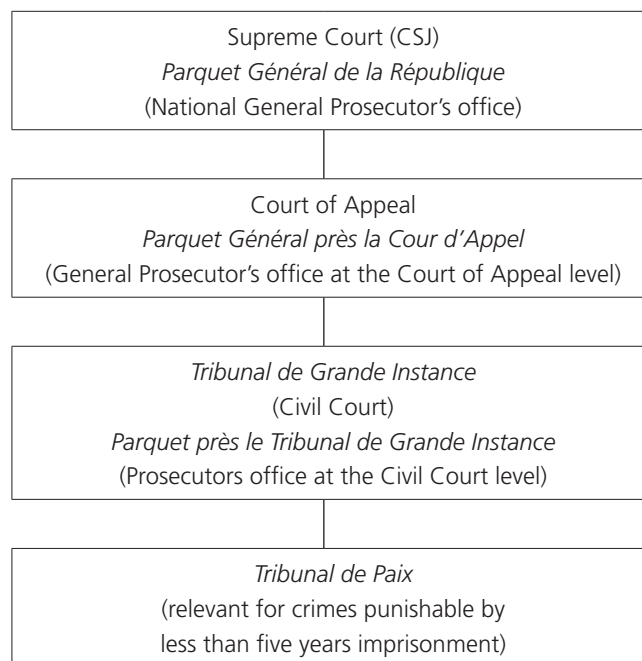 Supreme Court (CSJ)
Parquet Général de la République
(National General Prosecutor’s office)
Court of Appeal
Parquet Général près la Cour d’Appel
(General Prosecutor’s office at the Court of Appeal level)
Tribunal de Grande Instance
(Civil Court)
Parquet près le Tribunal de Grande Instance
(Prosecutors office at the Civil Court level)
Tribunal de Paix
(relevant for crimes punishable by
less than five years imprisonment)